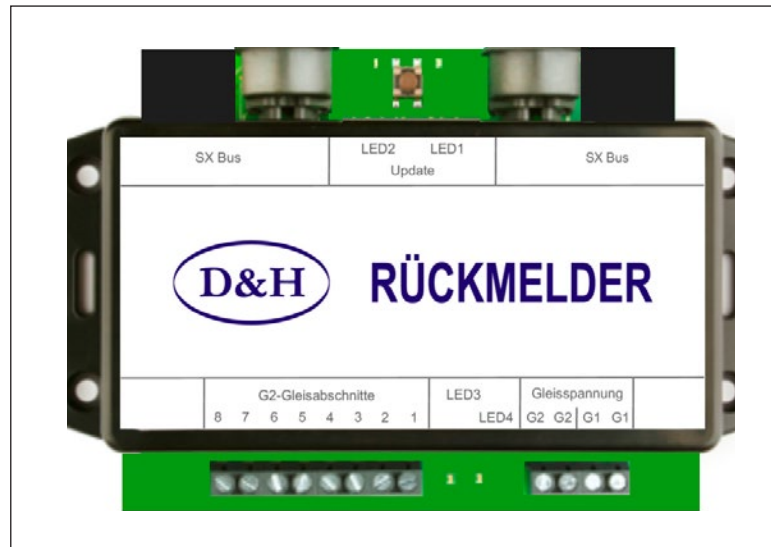 SX Bus
LED2 LED1
Update
SX Bus
D&H
RÜCKMELDER
G2-Gleisabschnitte
8 7 6 5 4 3 2 1
LED3
LED4
Gleisspannung
G2 G2 G1 G1